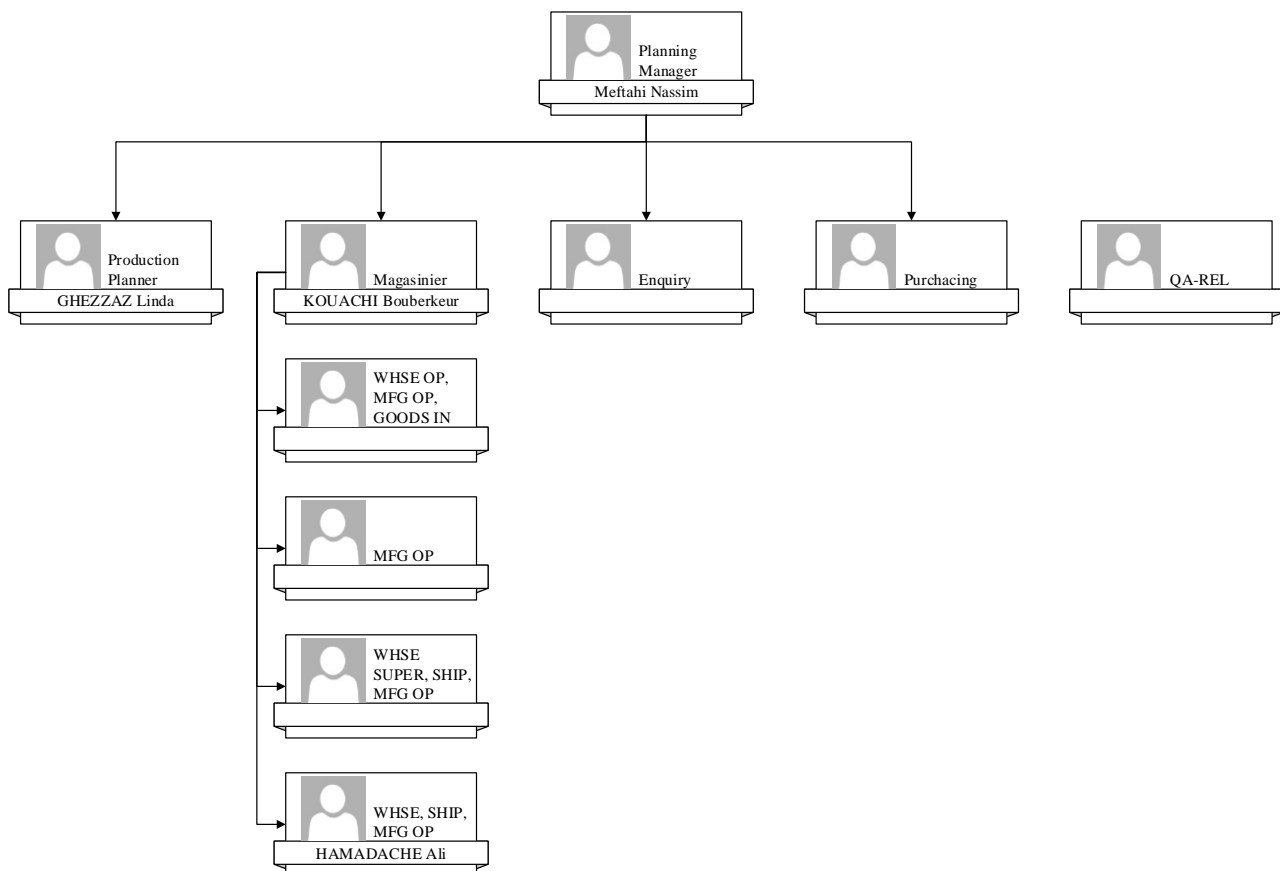 Planning
Manager
Meftahi Nassim
Production
Planner
GHEZZAZ Linda
Magasinier
KOUACHI Bouberkeur
Enquiry
Purchacing
QA-REL
WHSE OP,
MFG OP,
GOODS IN
MFG OP
WHSE
SUPER, SHIP,
MFG OP
WHSE, SHIP,
MFG OP
HAMADACHE Ali